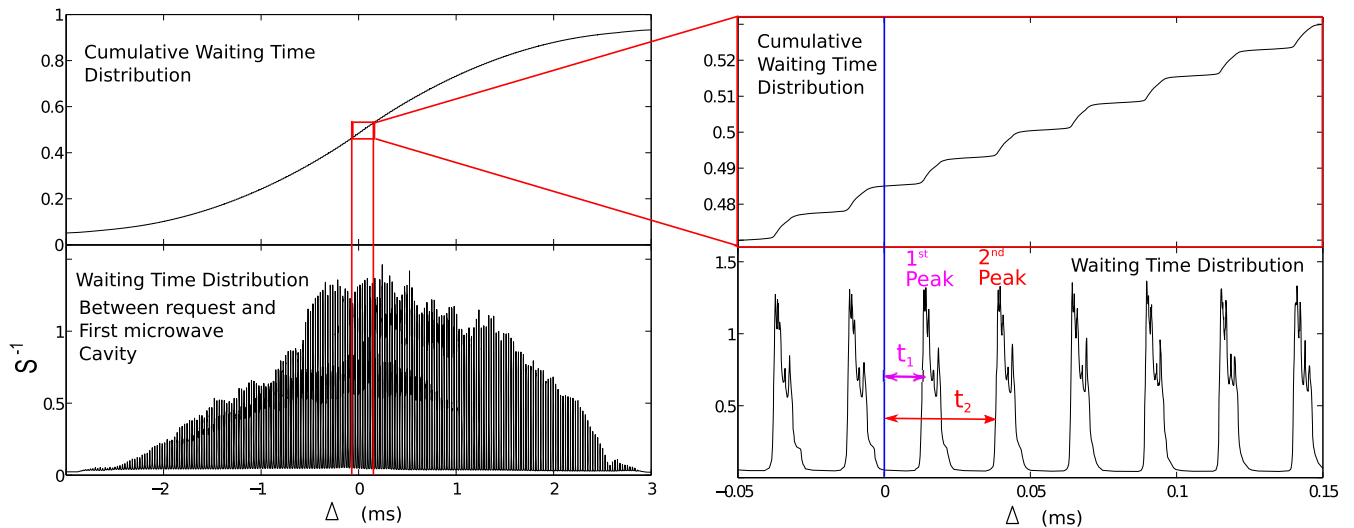 1
0.8
0.6
0.4
0.2
0
Cumulative Waiting Time
Distribution
0.52
0.51
0.5
0.49
0.48
Cumulative
Waiting Time
Distribution
S⁻¹
1
0.5
0
Waiting Time Distribution
Between request and
First microwave
Cavity
−2 −1 0 1 2 3
Δ (ms)
1.5
1
0.5
1st Peak
2nd Peak
Waiting Time Distribution
t1
t2
−0.05 0 0.05 0.1 0.15
Δ (ms)